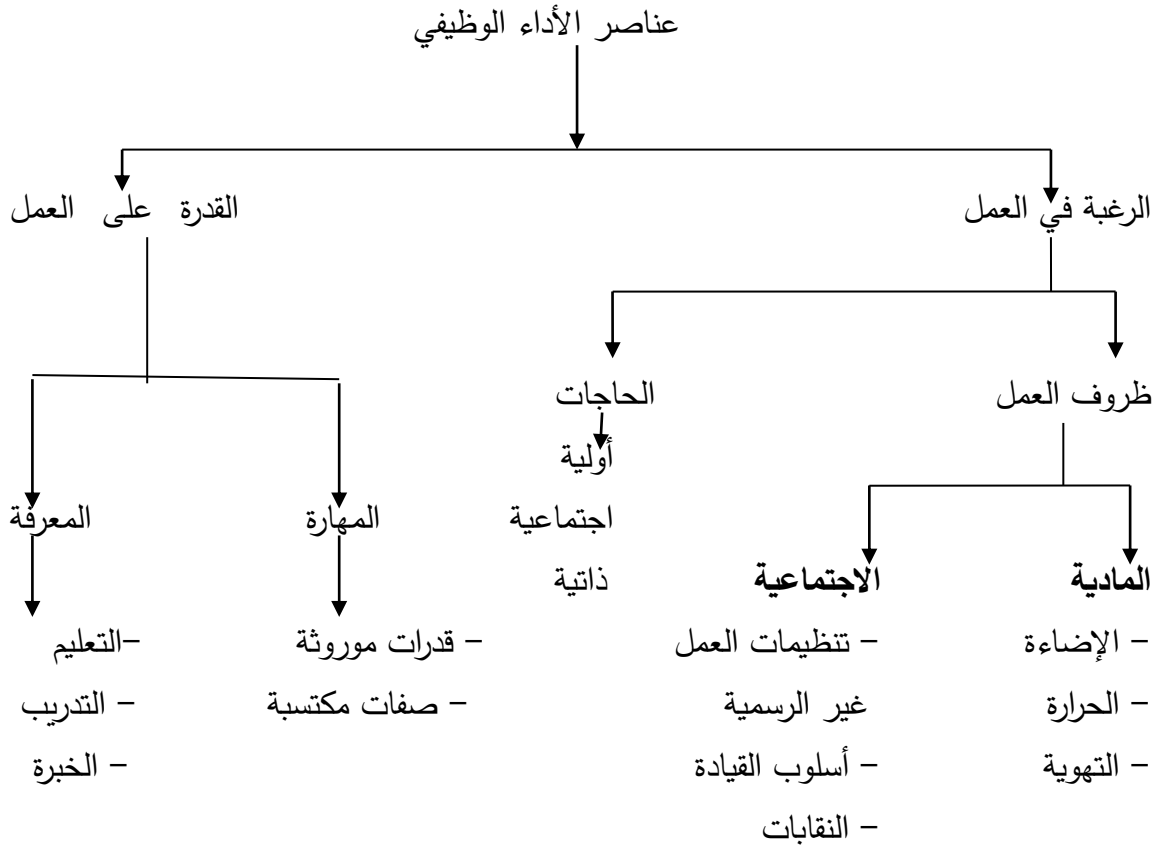 عناصر الأداء الوظيفي
الرغبة في العمل
القدرة على العمل
ظروف العمل
الحاجات
أولية
اجتماعية
ذاتية
المادية
– الإضاءة
– الحرارة
– التهوية
الاجتماعية
– تنظيمات العمل
غير الرسمية
– أسلوب القيادة
– النقابات
المهارة
– قدرات موروثة
– صفات مكتسبة
المعرفة
–التعليم
– التدريب
– الخبرة